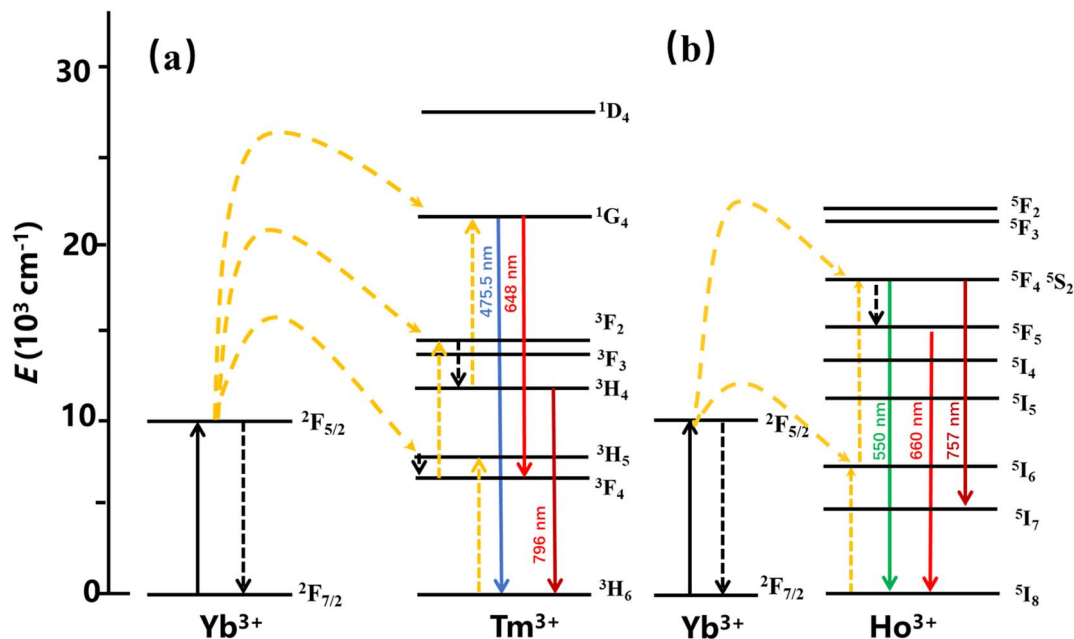 (a)
(b)
E (10³ cm⁻¹)
30
20
10
0
²F₅/₂
²F₇/₂
Yb³⁺
¹D₄
¹G₄
³F₂
³F₃
³H₄
³H₅
³F₄
³H₆
475.5 nm
648 nm
796 nm
Tm³⁺
²F₅/₂
²F₇/₂
Yb³⁺
⁵F₂
⁵F₃
⁵F₄ ⁵S₂
⁵F₅
⁵I₄
⁵I₅
⁵I₆
⁵I₇
⁵I₈
550 nm
660 nm
757 nm
Ho³⁺